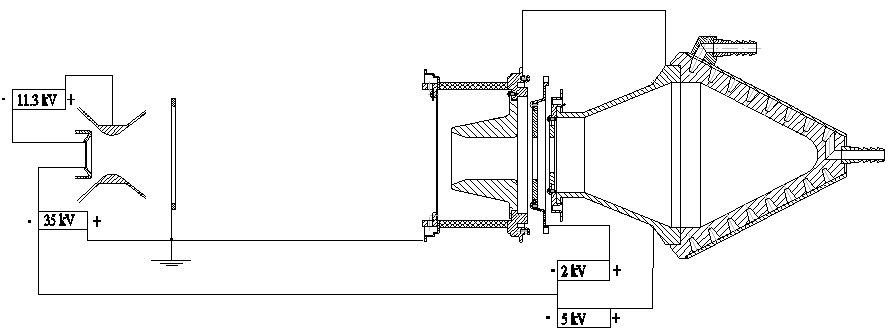 - 11.3 kV +
- 35 kV +
- 2 kV +
- 5 kV +